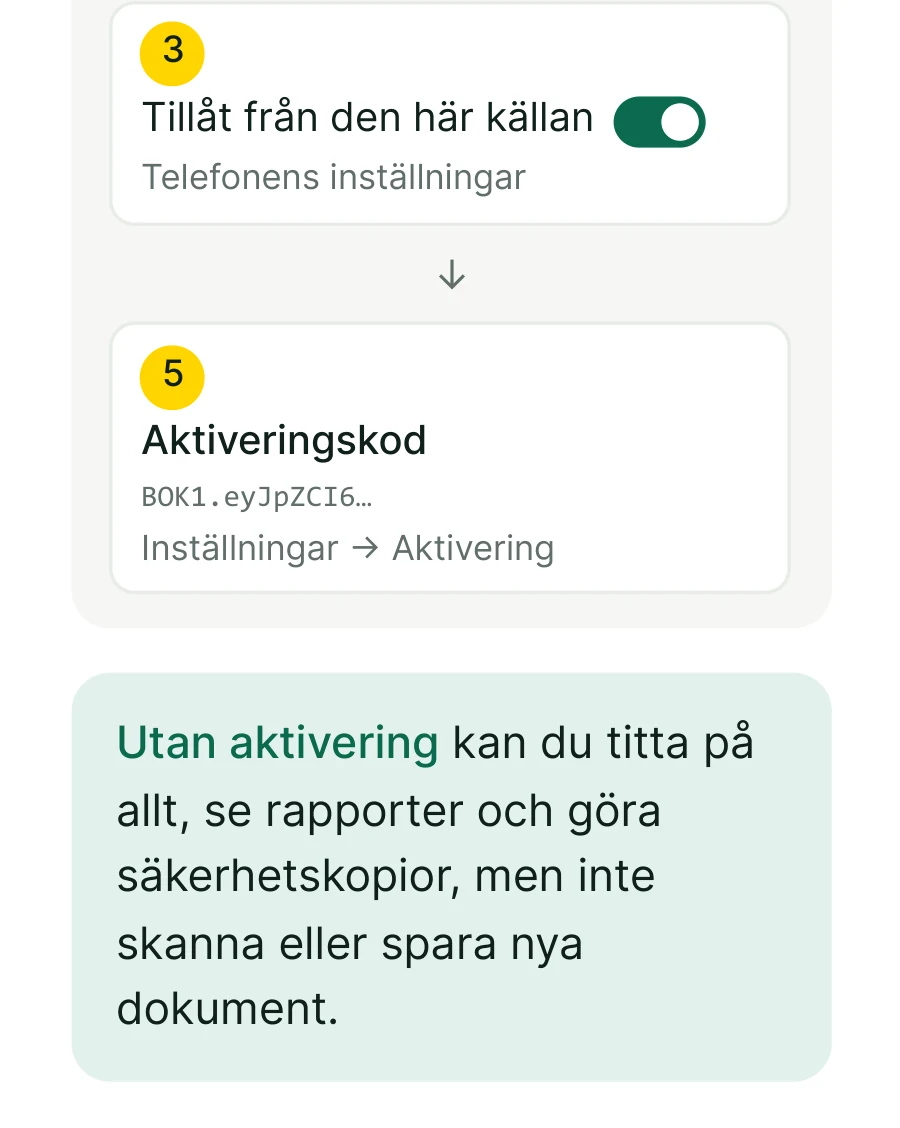 3
Tillåt från den här källan
Telefonens inställningar
↓
5
Aktiveringskod
BOK1.eyJpZCI6…
Inställningar → Aktivering
Utan aktivering kan du titta på
allt, se rapporter och göra
säkerhetskopior, men inte
skanna eller spara nya
dokument.